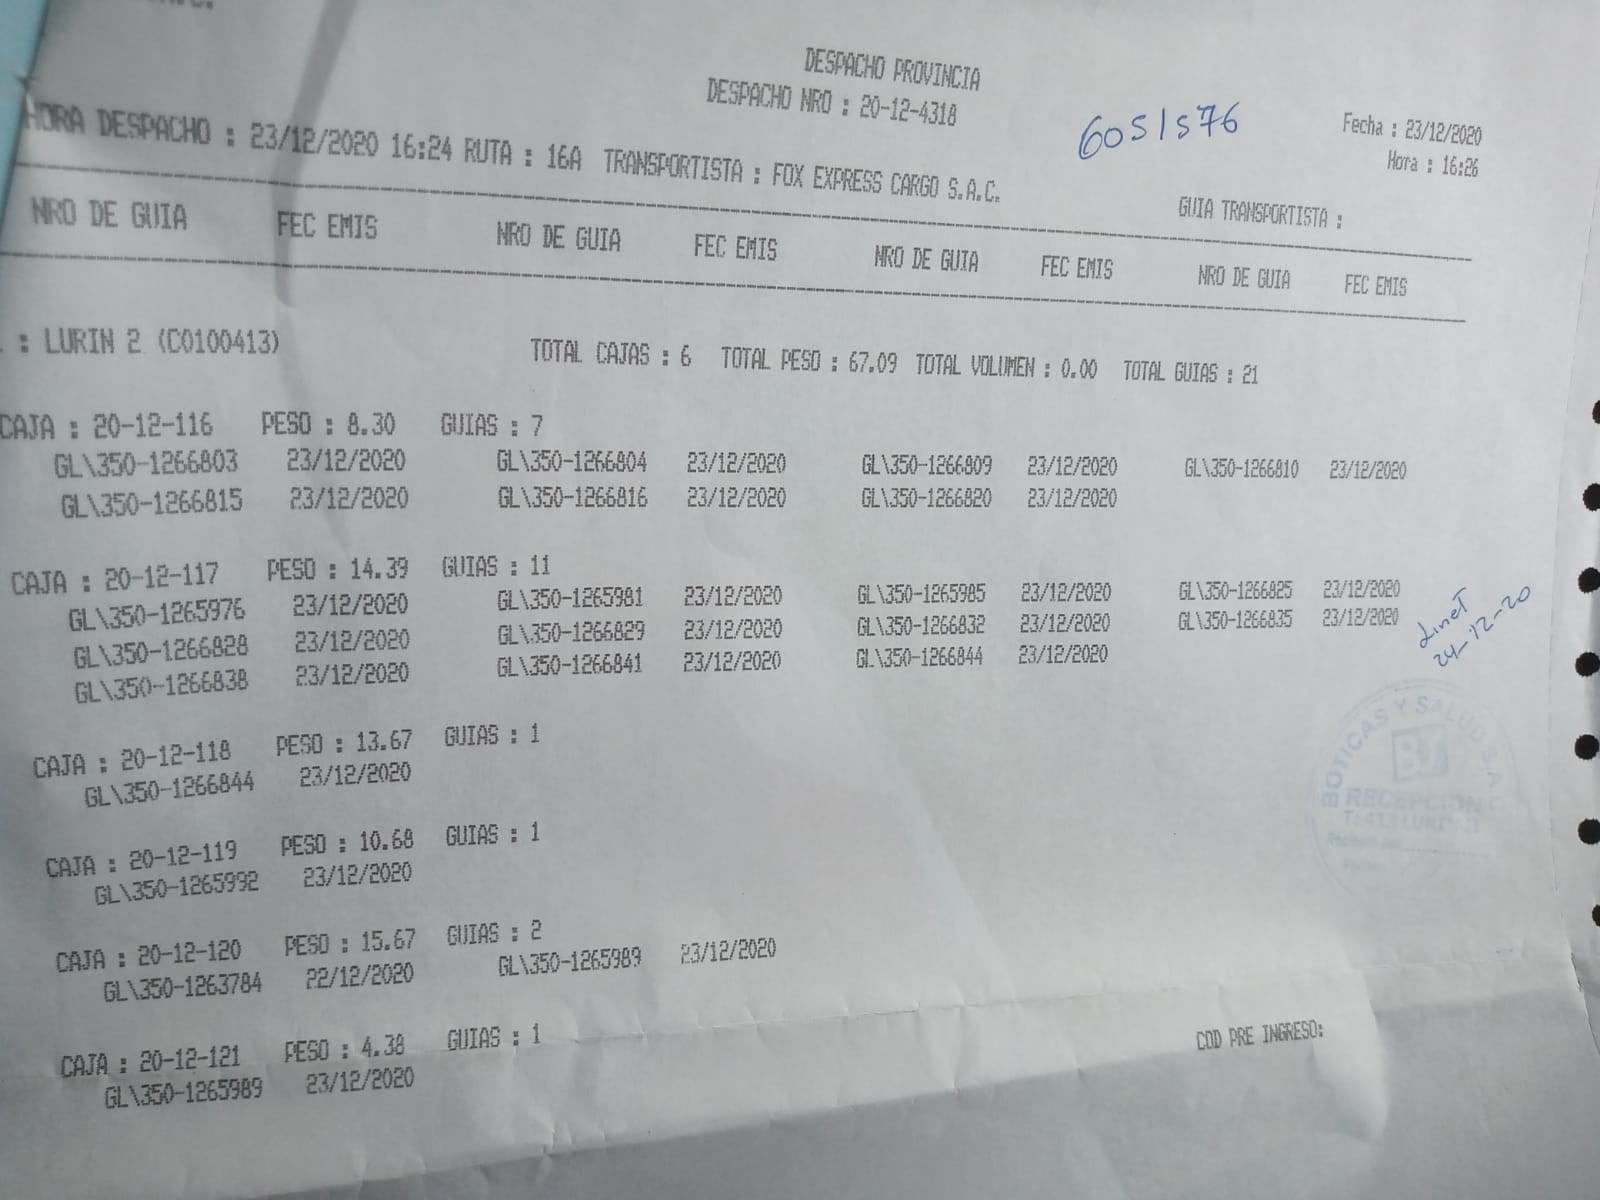 DESPACHO PROVINCIA
DESPACHO NRO : 20-12-4318
6051576
Fecha : 23/12/2020
Hora : 16:26
HORA DESPACHO : 23/12/2020 16:24 RUTA : 16A TRANSPORTISTA : FOX EXPRESS CARGO S.A.C.
GUIA TRANSPORTISTA :
NRO DE GUIA FEC EMIS NRO DE GUIA FEC EMIS NRO DE GUIA FEC EMIS NRO DE GUIA FEC EMIS
: LURIN 2 (C0100413) TOTAL CAJAS : 6 TOTAL PESO : 67.09 TOTAL VOLUMEN : 0.00 TOTAL GUIAS : 21
CAJA : 20-12-116 PESO : 8.30 GUIAS : 7
GL\350-1266803 23/12/2020 GL\350-1266804 23/12/2020 GL\350-1266809 23/12/2020 GL\350-1266810 23/12/2020
GL\350-1266815 23/12/2020 GL\350-1266816 23/12/2020 GL\350-1266820 23/12/2020
CAJA : 20-12-117 PESO : 14.39 GUIAS : 11
GL\350-1265976 23/12/2020 GL\350-1265981 23/12/2020 GL\350-1265985 23/12/2020 GL\350-1266825 23/12/2020
GL\350-1266828 23/12/2020 GL\350-1266829 23/12/2020 GL\350-1266832 23/12/2020 GL\350-1266835 23/12/2020
GL\350-1266838 23/12/2020 GL\350-1266841 23/12/2020 GL\350-1266844 23/12/2020
Linet
24-12-20
CAJA : 20-12-118 PESO : 13.67 GUIAS : 1
GL\350-1266844 23/12/2020
BOTICAS Y SALUD S.A.C
BS
RECEPCION
CAJA : 20-12-119 PESO : 10.68 GUIAS : 1
GL\350-1265992 23/12/2020
CAJA : 20-12-120 PESO : 15.67 GUIAS : 2
GL\350-1263784 22/12/2020 GL\350-1265989 23/12/2020
CAJA : 20-12-121 PESO : 4.38 GUIAS : 1
GL\350-1265989 23/12/2020
COD PRE INGRESO: